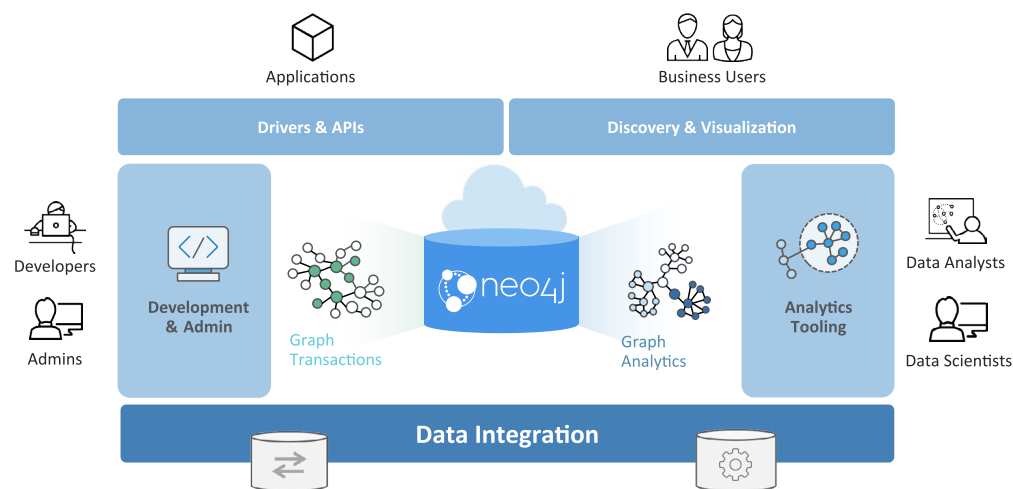 Applications
Business Users
Drivers & APIs
Discovery & Visualization
Developers
Admins
</>
Development
& Admin
Graph
Transactions
neo4j
Graph
Analytics
Analytics
Tooling
Data Analysts
Data Scientists
Data Integration